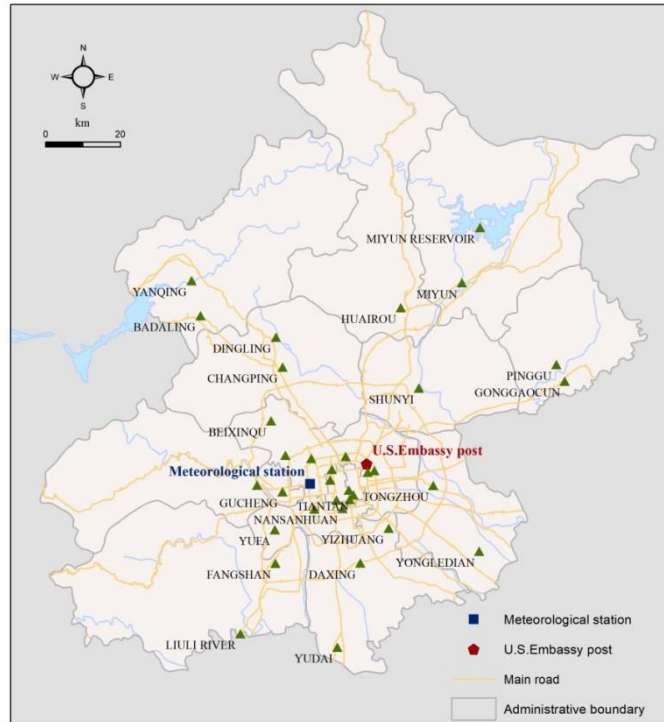 N
W E
S
km
0 20
MIYUN RESERVOIR
YANQING
MIYUN
BADALING
HUAIROU
DINGLING
CHANGPING
PINGGU
GONGGAOCUN
SHUNYI
BEIXINQU
U.S.Embassy post
Meteorological station
GUCHENG
TONGZHOU
TIANTAN
NANSANHUAN
YUFA
YIZHUANG
YONGLEDIAN
FANGSHAN
DAXING
LIULI RIVER
YUDAI
Meteorological station
U.S.Embassy post
Main road
Administrative boundary